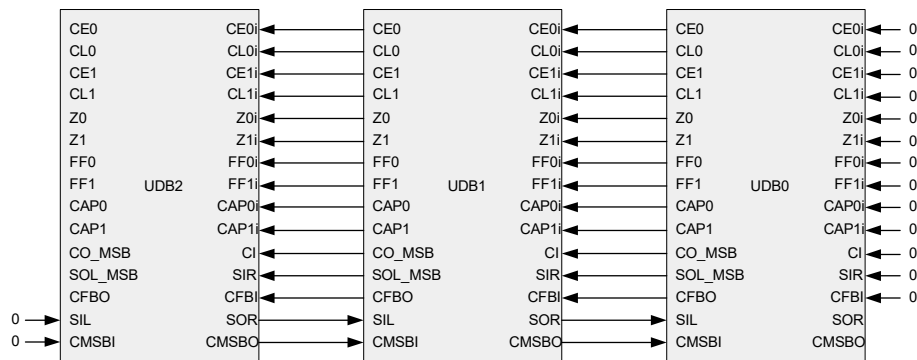 CE0 CE0i CE0 CE0i CE0 CE0i 0
CL0 CL0i CL0 CL0i CL0 CL0i 0
CE1 CE1i CE1 CE1i CE1 CE1i 0
CL1 CL1i CL1 CL1i CL1 CL1i 0
Z0 Z0i Z0 Z0i Z0 Z0i 0
Z1 Z1i Z1 Z1i Z1 Z1i 0
FF0 FF0i FF0 FF0i FF0 FF0i 0
FF1 UDB2 FF1i FF1 UDB1 FF1i FF1 UDB0 FF1i 0
CAP0 CAP0i CAP0 CAP0i CAP0 CAP0i 0
CAP1 CAP1i CAP1 CAP1i CAP1 CAP1i 0
CO_MSB CI CO_MSB CI CO_MSB CI 0
SOL_MSB SIR SOL_MSB SIR SOL_MSB SIR 0
CFBO CFBI CFBO CFBI CFBO CFBI 0
0 SIL SOR SIL SOR SIL SOR
0 CMSBI CMSBO CMSBI CMSBO CMSBI CMSBO